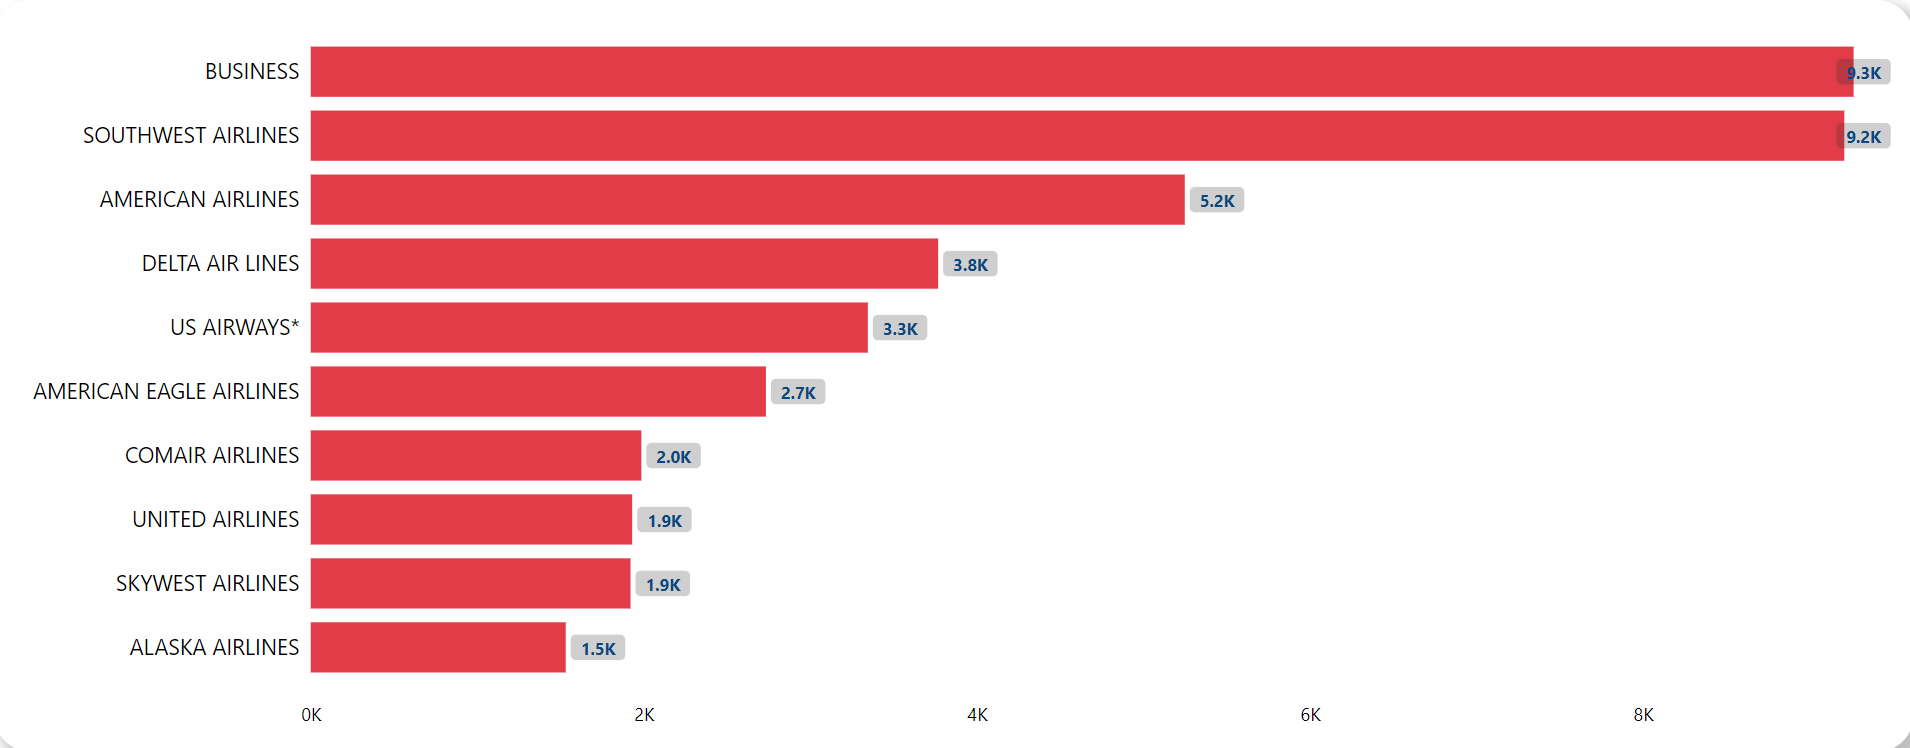 BUSINESS 9.3K
SOUTHWEST AIRLINES 9.2K
AMERICAN AIRLINES 5.2K
DELTA AIR LINES 3.8K
US AIRWAYS* 3.3K
AMERICAN EAGLE AIRLINES 2.7K
COMAIR AIRLINES 2.0K
UNITED AIRLINES 1.9K
SKYWEST AIRLINES 1.9K
ALASKA AIRLINES 1.5K
0K 2K 4K 6K 8K